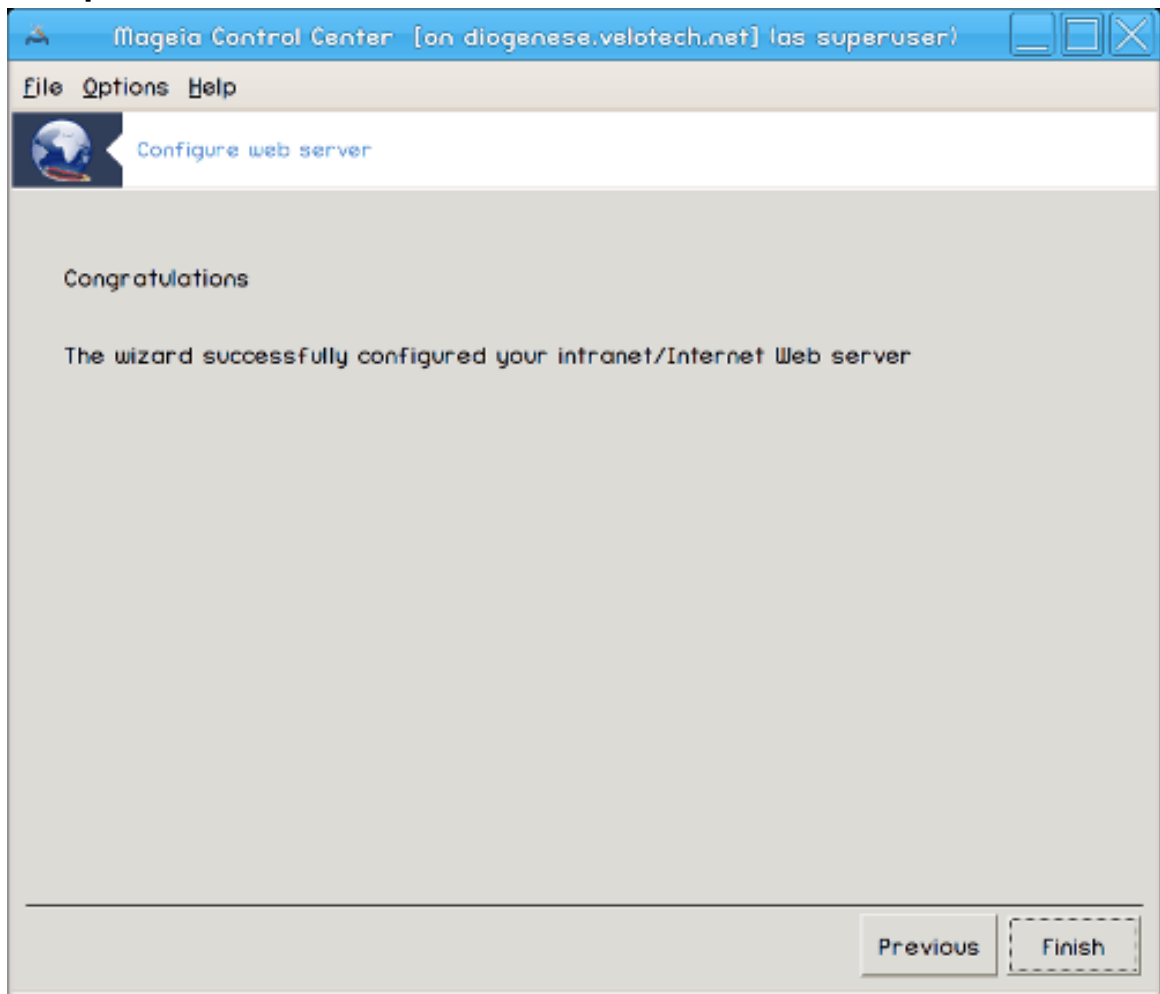 Mageia Control Center [on diogenese.velotech.net] (as superuser)
File Options Help
Configure web server
Congratulations
The wizard successfully configured your intranet/Internet Web server
Previous Finish